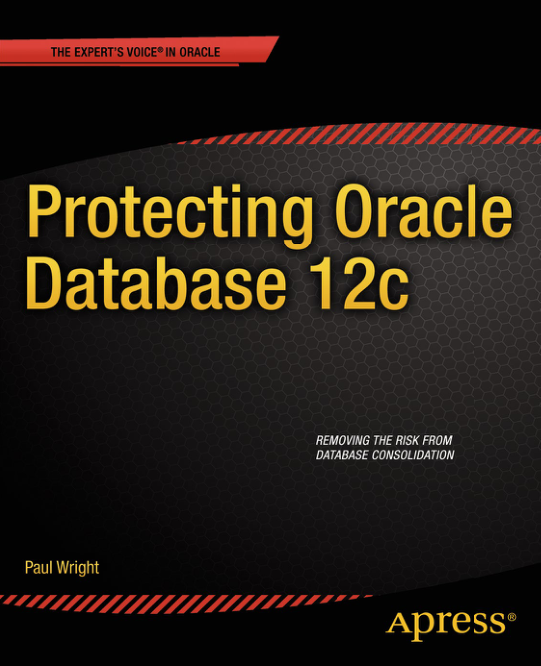 THE EXPERT'S VOICE® IN ORACLE
Protecting Oracle
Database 12c
REMOVING THE RISK FROM
DATABASE CONSOLIDATION
Paul Wright
Apress®